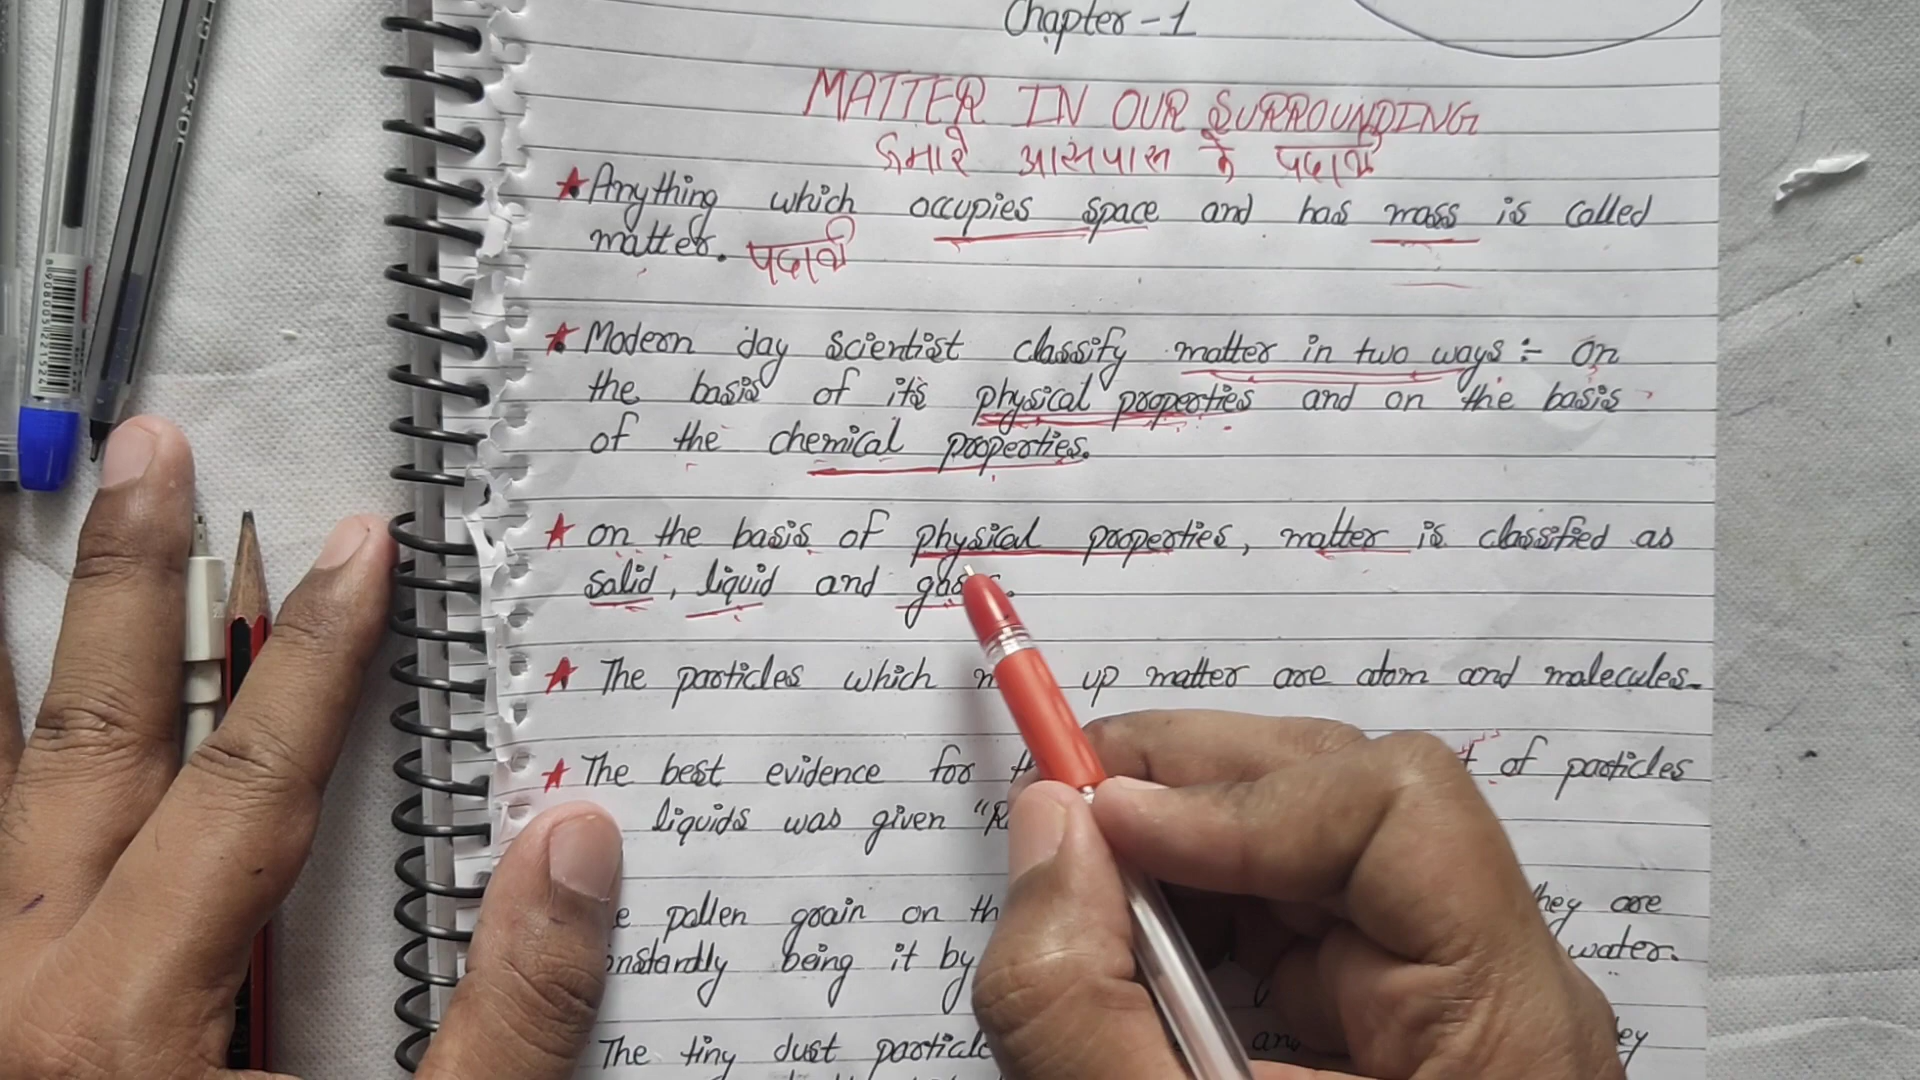 Chapter - 1
MATTER IN OUR SURROUNDING
हमारे आसपास के पदार्थ
Anything which occupies space and has mass is called
matter. पदार्थ
Modern day scientist classify matter in two ways :- On
the basis of its physical properties and on the basis
of the chemical properties.
on the basis of physical properties, matter is classified as
solid, liquid and
The particles which up matter are atom and molecules.
The best evidence for of particles
liquids was given "R
pollen grain on they are
being it by water.
The tiny dust
8908005221524